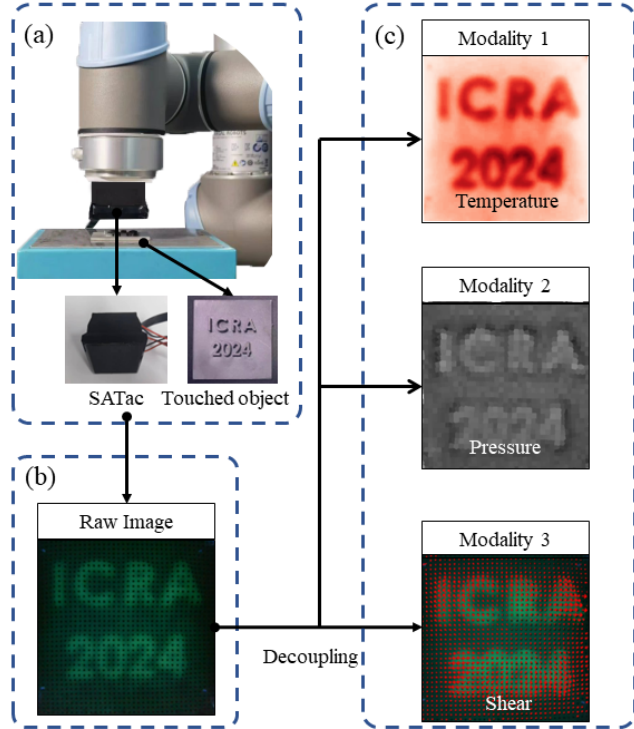 (a)
ICRA
2024
SATac
Touched object
(b)
Raw Image
ICRA
2024
Decoupling
(c)
Modality 1
ICRA
2024
Temperature
Modality 2
ICRA
2024
Pressure
Modality 3
ICRA
2024
Shear